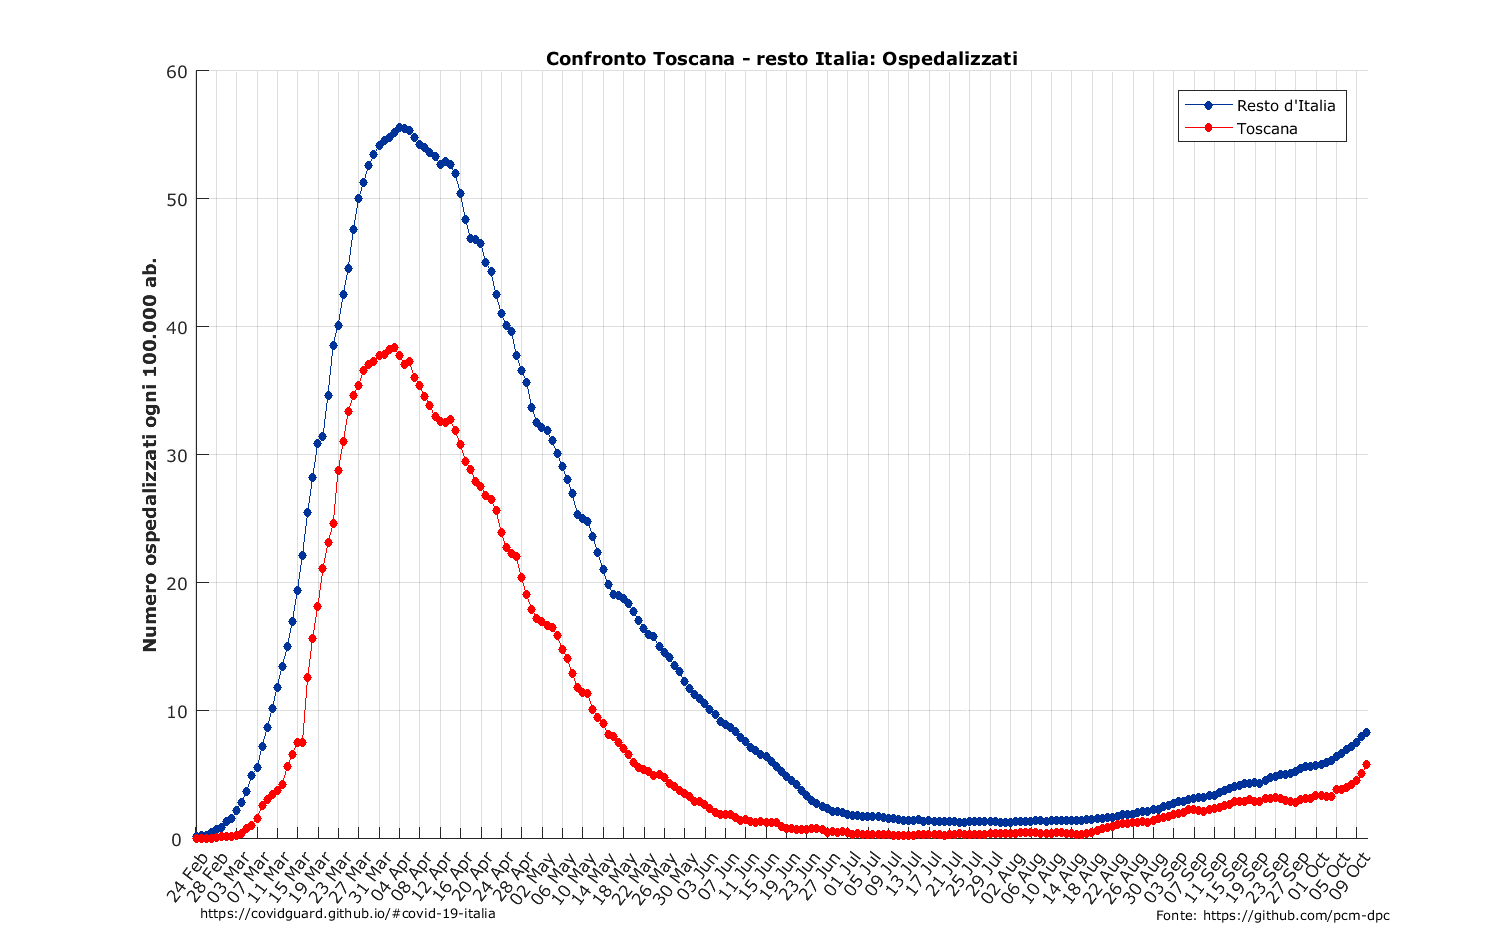 Confronto Toscana - resto Italia: Ospedalizzati
Resto d'Italia
Toscana
Numero ospedalizzati ogni 100.000 ab.
60
50
40
30
20
10
0
24 Feb
28 Feb
03 Mar
07 Mar
11 Mar
15 Mar
19 Mar
23 Mar
27 Mar
31 Mar
04 Apr
08 Apr
12 Apr
16 Apr
20 Apr
24 Apr
28 Apr
02 May
06 May
10 May
14 May
18 May
22 May
26 May
30 May
03 Jun
07 Jun
11 Jun
15 Jun
19 Jun
23 Jun
27 Jun
01 Jul
05 Jul
09 Jul
13 Jul
17 Jul
21 Jul
25 Jul
29 Jul
02 Aug
06 Aug
10 Aug
14 Aug
18 Aug
22 Aug
26 Aug
30 Aug
03 Sep
07 Sep
11 Sep
15 Sep
19 Sep
23 Sep
27 Sep
01 Oct
05 Oct
09 Oct
https://covidguard.github.io/#covid-19-italia
Fonte: https://github.com/pcm-dpc